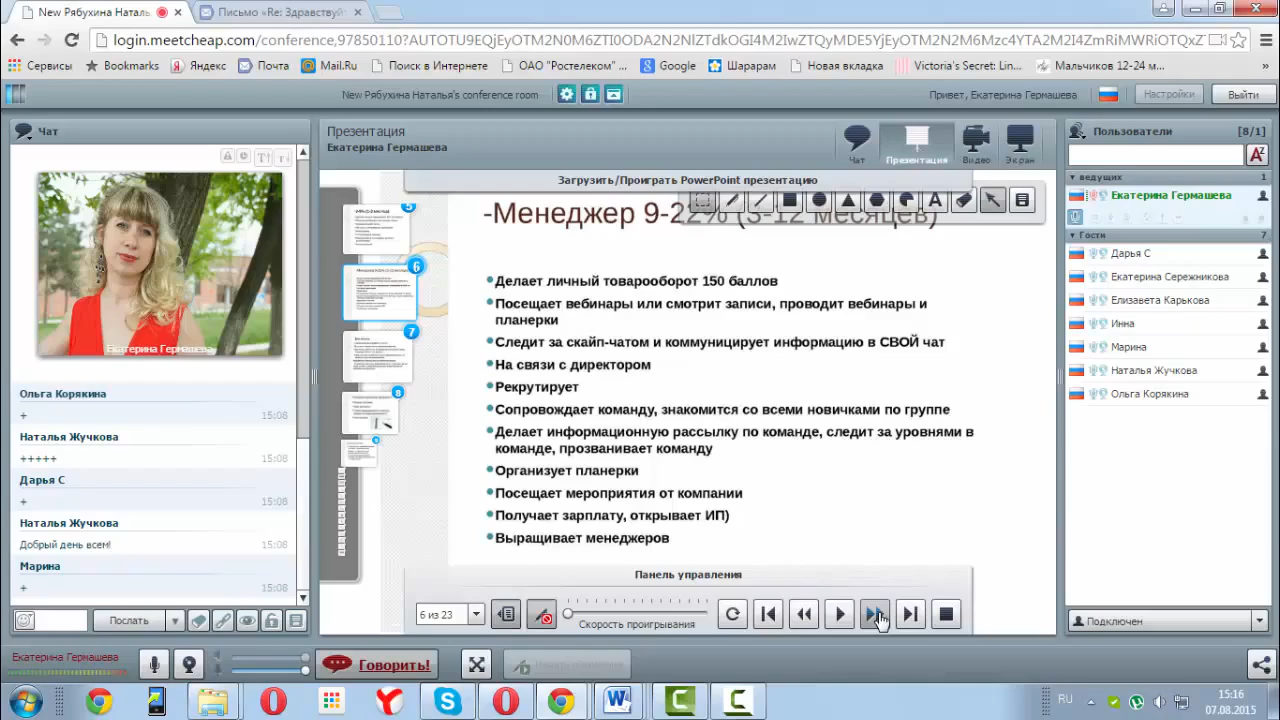 New Рябухина Наталь
Письмо «Re: Здравствуй
login.meetcheap.com/conference,97850110?
Сервисы
Bookmarks
Яндекс
Почта
Mail.Ru
Поиск в Интернете
ОАО "Ростелеком" ...
Google
Шарарам
Новая вкладка
Victoria's Secret: Lin...
Мальчиков 12-24 м...
»
New Рябухина Наталья's conference room
Привет, Екатерина Гермашева
Настройки
Выйти
Чат
Ольга Корякина
+ 15:08
Наталья Жучкова
+++++ 15:08
Дарья С
+ 15:08
Наталья Жучкова
Добрый день всем! 15:08
Марина
+ 15:08
Послать
Презентация
Екатерина Гермашева
Чат
Презентация
Видео
Экран
Загрузить/Проиграть PowerPoint презентацию
-Менеджер 9-22% (3-12 месяцев)
6
7
8
9
Делает личный товарооборот 150 баллов
Посещает вебинары или смотрит записи, проводит вебинары и
планерки
Следит за скайп-чатом и коммуницирует информацию в СВОЙ чат
На связи с директором
Рекрутирует
Сопровождает команду, знакомится со всеми новичками по группе
Делает информационную рассылку по команде, следит за уровнями в
команде, прозванивает команду
Организует планерки
Посещает мероприятия от компании
Получает зарплату, открывает ИП)
Выращивает менеджеров
Панель управления
6 из 23
Скорость проигрывания
Пользователи
[8/1]
ведущих 1
Екатерина Гермашева
Гости 7
Дарья С
Екатерина Сережникова
Елизавета Карькова
Инна
Марина
Наталья Жучкова
Ольга Корякина
Подключен
Екатерина Гермашева
Говорить!
RU
15:16
07.08.2015